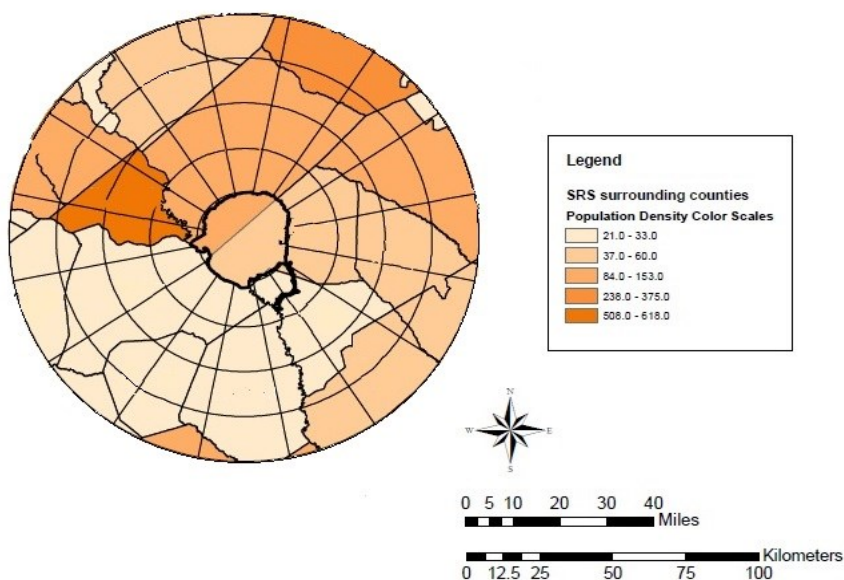 Legend
SRS surrounding counties
Population Density Color Scales
21.0 - 33.0
37.0 - 60.0
84.0 - 153.0
238.0 - 375.0
508.0 - 618.0
N
W E
S
0 5 10 20 30 40
Miles
Kilometers
0 12.5 25 50 75 100